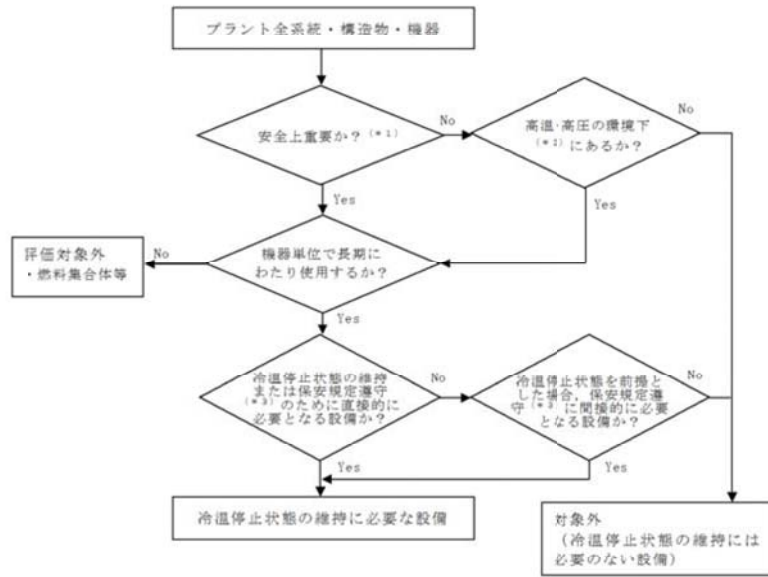 プラント全系統・構造物・機器
安全上重要か？(＊1)
No
高温・高圧の環境下
(＊2)にあるか？
No
Yes
Yes
評価対象外
・燃料集合体等
No
機器単位で長期に
わたり使用するか？
Yes
冷温停止状態の維持
または保安規定遵守
(＊3)のために直接的に
必要となる設備か？
No
冷温停止状態を前提と
した場合，保安規定遵
守(＊3)に間接的に必要
となる設備か？
No
Yes
Yes
冷温停止状態の維持に必要な設備
対象外
（冷温停止状態の維持には
必要のない設備）